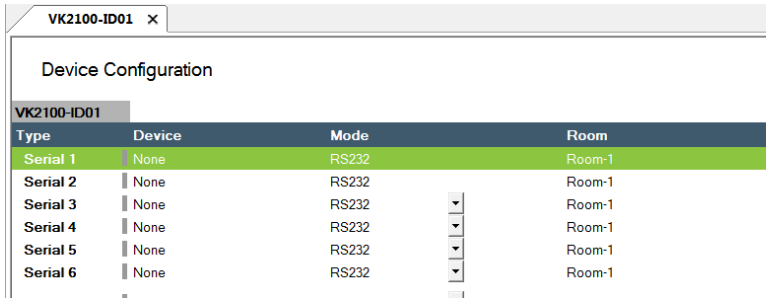 VK2100-ID01 ×
Device Configuration
VK2100-ID01
Type Device Mode Room
Serial 1 None RS232 Room-1
Serial 2 None RS232 Room-1
Serial 3 None RS232 Room-1
Serial 4 None RS232 Room-1
Serial 5 None RS232 Room-1
Serial 6 None RS232 Room-1